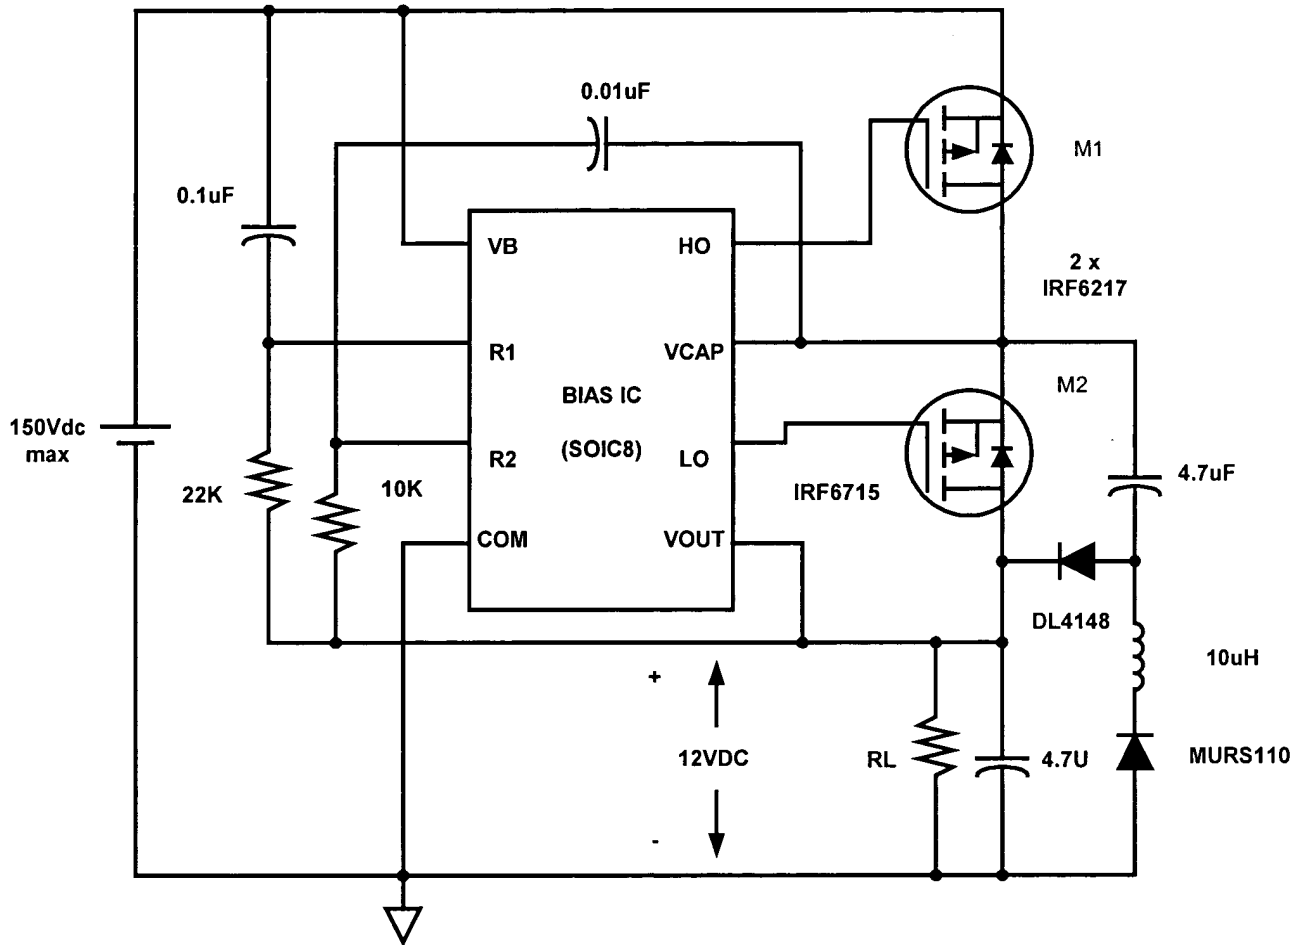 0.01uF
M1
0.1uF
VB
HO
2 x
IRF6217
R1
VCAP
M2
BIAS IC
(SOIC8)
150Vdc
max
R2
LO
4.7uF
22K
10K
IRF6715
COM
VOUT
DL4148
10uH
+
12VDC
RL
4.7U
MURS110
-